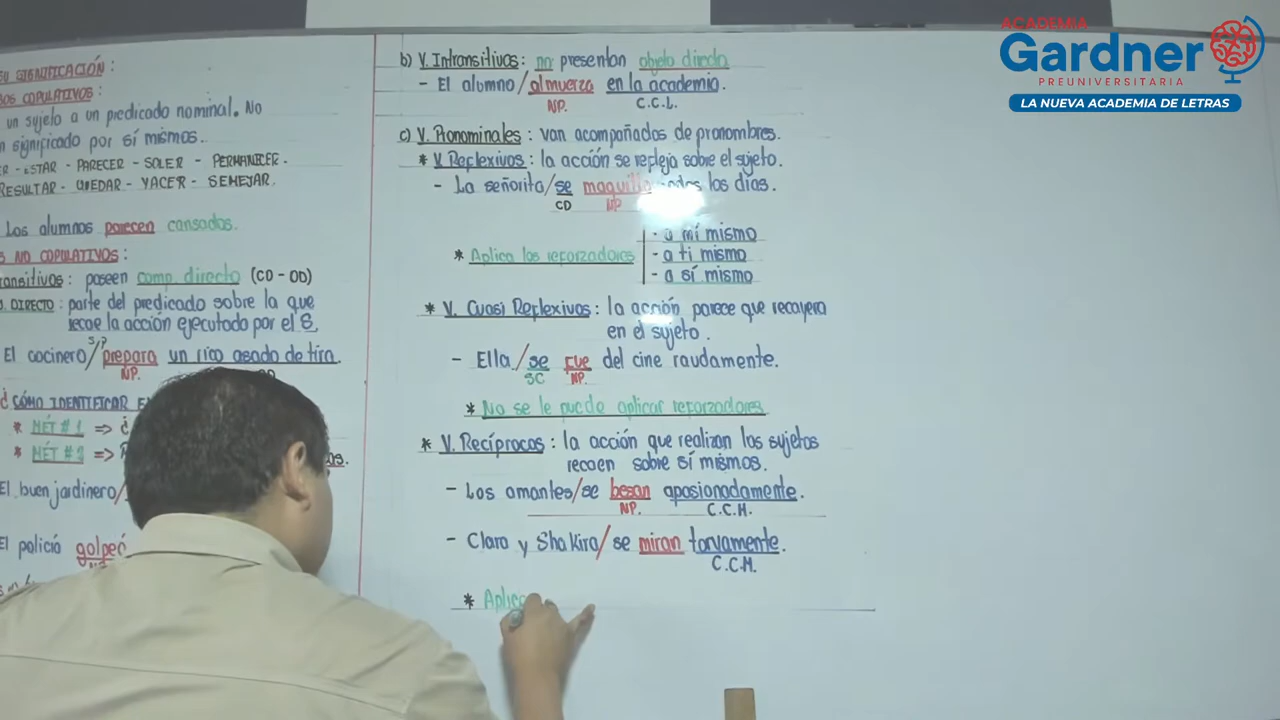 SU SIGNIFICACIÓN:
BOS COPULATIVOS:
un sujeto a un predicado nominal. No
n significado por sí mismos.
ER - ESTAR - PARECER - SOLER - PERMANECER.
RESULTAR - QUEDAR - YACER - SEMEJAR.
Los alumnos parecen cansados.
S NO COPULATIVOS:
ransitivos: poseen comp. directo (CD - OD)
J. DIRECTO: parte del predicado sobre la que
recae la acción ejecutado por el S.
S/P
El cocinero/prepara un rico asado de tira.
NP.
¿CÓMO IDENTIFICAR
* MÉT #1 =>
* MÉT #2 =>
os.
El buen jardinero/
El policía golpeó
b) V. Intransitivos: no presentan objeto directo
- El alumno/almuerza en la academia.
NP. C.C.L.
c) V. Pronominales: van acompañados de pronombres.
* V. Reflexivos: la acción se refleja sobre el sujeto.
- La señorita/se maquilla todos los días.
CD NP
* Aplica los reforzadores
- a mí mismo
- a ti mismo
- a sí mismo
* V. Cuasi Reflexivos: la acción parece que recayera
en el sujeto.
- Ella/se fue del cine raudamente.
SC NP.
* No se le puede aplicar reforzadores
* V. Recíprocos: la acción que realizan los sujetos
recaen sobre sí mismos.
- Los amantes/se besan apasionadamente.
NP. C.C.M.
- Clara y Shakira/se miran torvamente.
C.C.M.
* Aplica
ACADEMIA
Gardner
PREUNIVERSITARIA
LA NUEVA ACADEMIA DE LETRAS